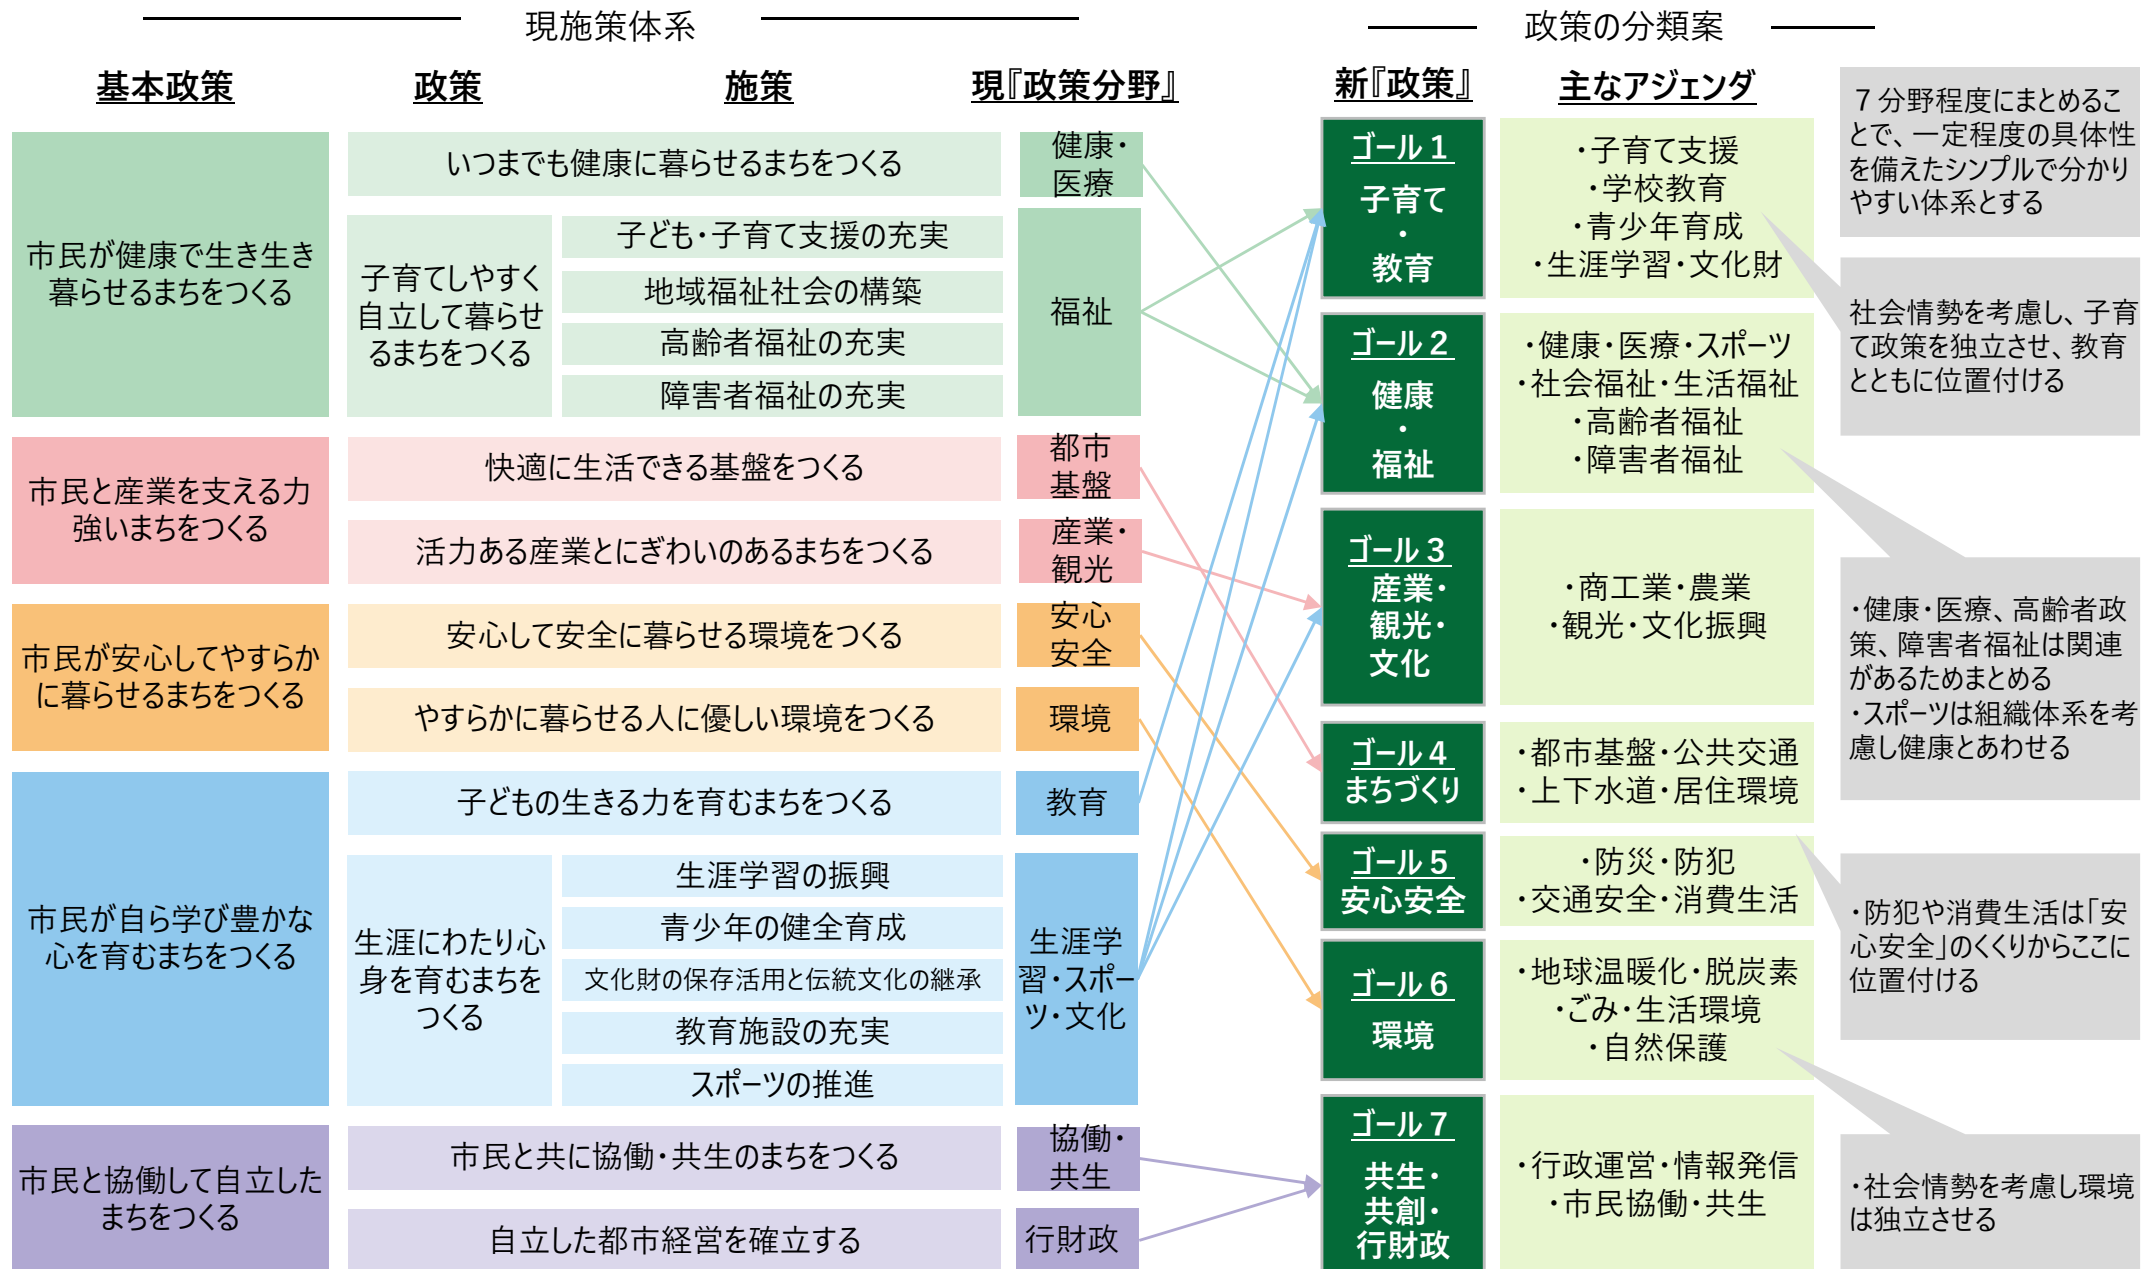 現施策体系
政策の分類案
基本政策
政策
施策
現『政策分野』
新『政策』
主なアジェンダ
市民が健康で生き生き
暮らせるまちをつくる
いつまでも健康に暮らせるまちをつくる
健康・
医療
子育てしやすく
自立して暮らせ
るまちをつくる
子ども・子育て支援の充実
地域福祉社会の構築
高齢者福祉の充実
障害者福祉の充実
福祉
市民と産業を支える力
強いまちをつくる
快適に生活できる基盤をつくる
都市
基盤
活力ある産業とにぎわいのあるまちをつくる
産業・
観光
市民が安心してやすらか
に暮らせるまちをつくる
安心して安全に暮らせる環境をつくる
安心
安全
やすらかに暮らせる人に優しい環境をつくる
環境
市民が自ら学び豊かな
心を育むまちをつくる
子どもの生きる力を育むまちをつくる
教育
生涯にわたり心
身を育むまちを
つくる
生涯学習の振興
青少年の健全育成
文化財の保存活用と伝統文化の継承
教育施設の充実
スポーツの推進
生涯学
習・スポー
ツ・文化
市民と協働して自立した
まちをつくる
市民と共に協働・共生のまちをつくる
協働・
共生
自立した都市経営を確立する
行財政
ゴール１
子育て
・
教育
・子育て支援
・学校教育
・青少年育成
・生涯学習・文化財
ゴール２
健康
・
福祉
・健康・医療・スポーツ
・社会福祉・生活福祉
・高齢者福祉
・障害者福祉
ゴール３
産業・
観光・
文化
・商工業・農業
・観光・文化振興
ゴール４
まちづくり
・都市基盤・公共交通
・上下水道・居住環境
ゴール５
安心安全
・防災・防犯
・交通安全・消費生活
ゴール６
環境
・地球温暖化・脱炭素
・ごみ・生活環境
・自然保護
ゴール７
共生・
共創・
行財政
・行政運営・情報発信
・市民協働・共生
７分野程度にまとめるこ
とで、一定程度の具体性
を備えたシンプルで分かり
やすい体系とする
社会情勢を考慮し、子育
て政策を独立させ、教育
とともに位置付ける
・健康・医療、高齢者政
策、障害者福祉は関連
があるためまとめる
・スポーツは組織体系を考
慮し健康とあわせる
・防犯や消費生活は「安
心安全」のくくりからここに
位置付ける
・社会情勢を考慮し環境
は独立させる